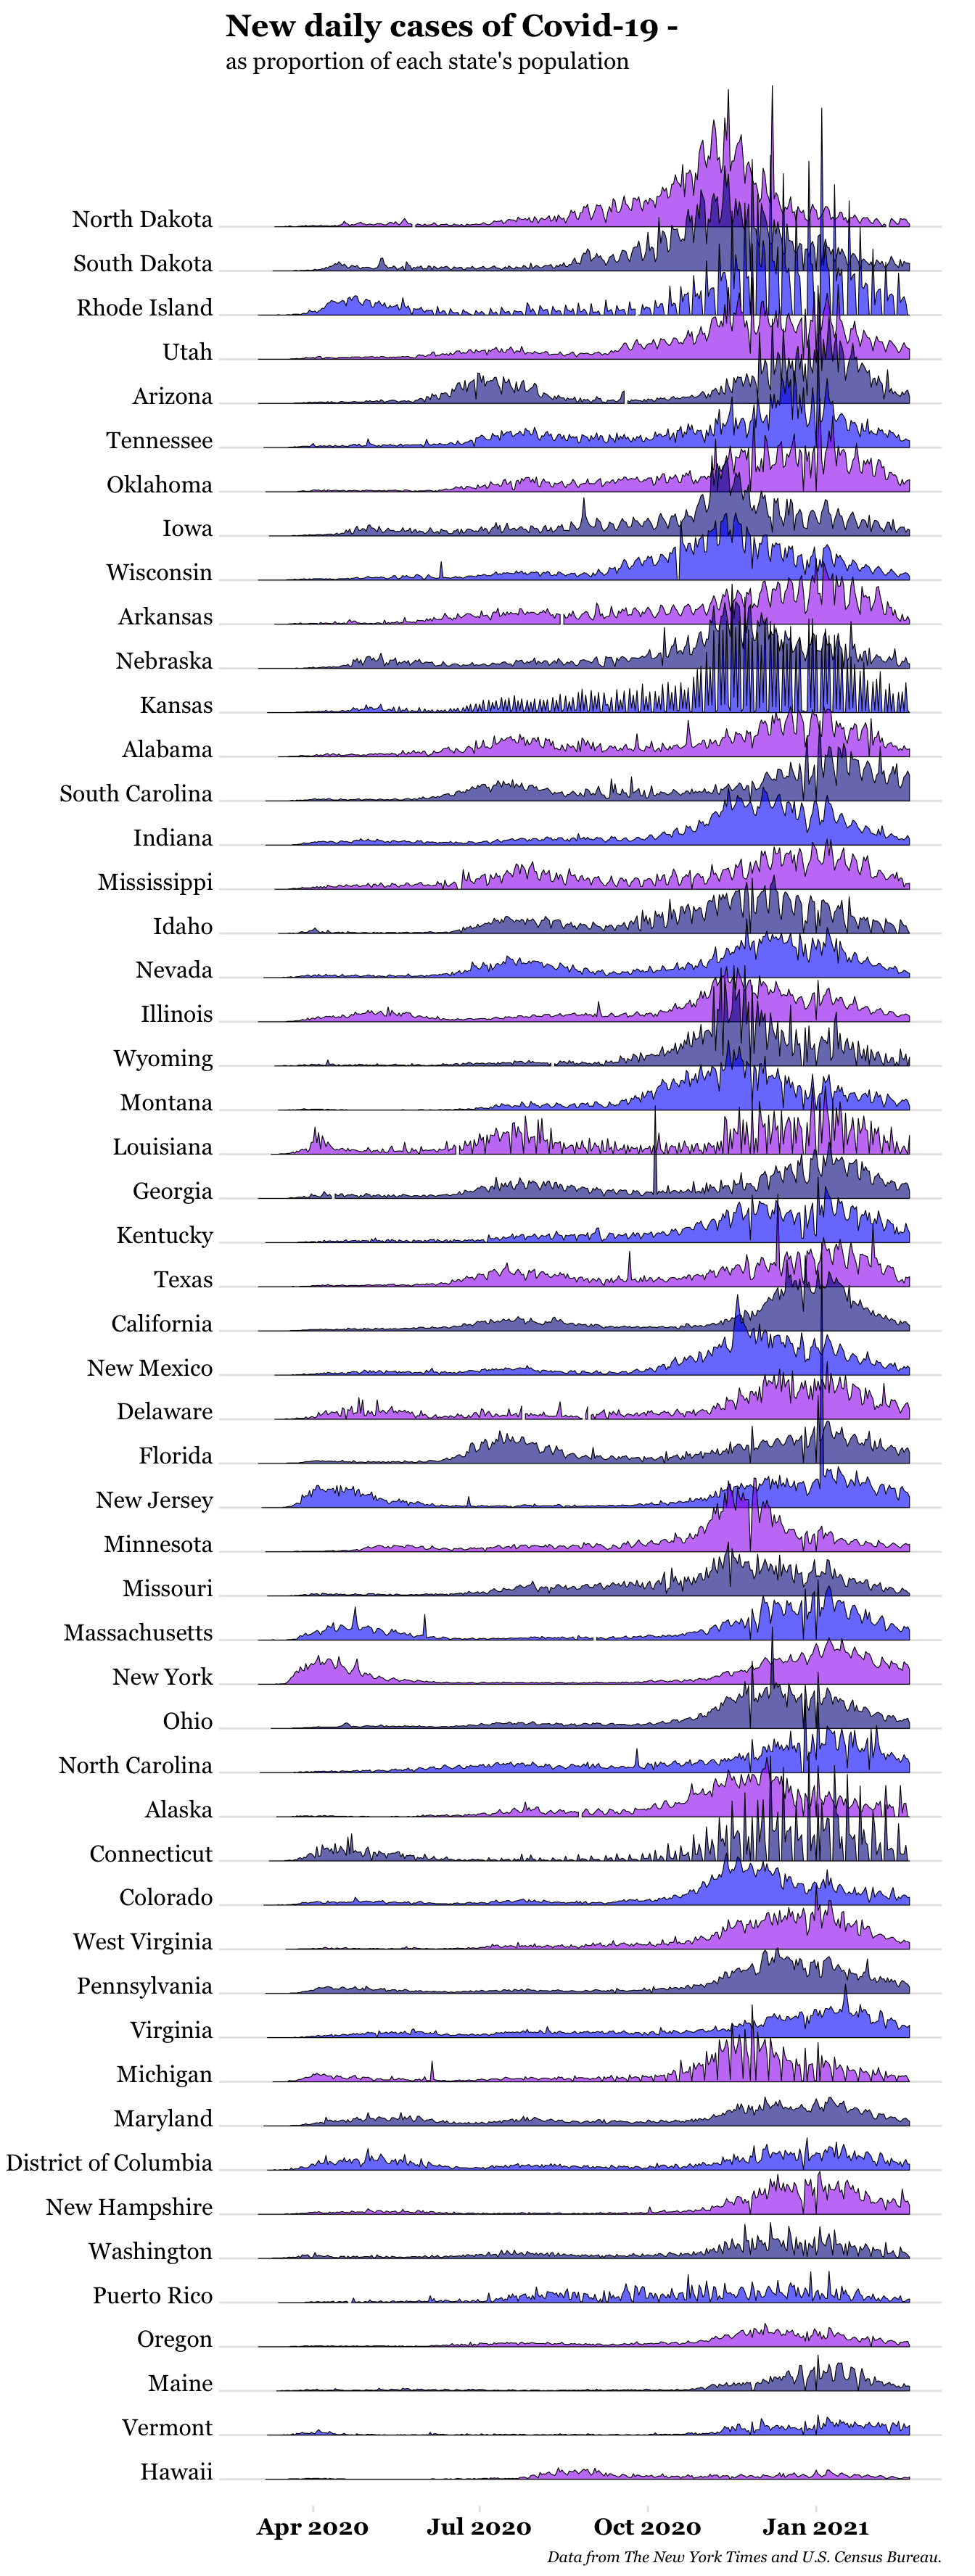 New daily cases of Covid-19 -
as proportion of each state's population
North Dakota
South Dakota
Rhode Island
Utah
Arizona
Tennessee
Oklahoma
Iowa
Wisconsin
Arkansas
Nebraska
Kansas
Alabama
South Carolina
Indiana
Mississippi
Idaho
Nevada
Illinois
Wyoming
Montana
Louisiana
Georgia
Kentucky
Texas
California
New Mexico
Delaware
Florida
New Jersey
Minnesota
Missouri
Massachusetts
New York
Ohio
North Carolina
Alaska
Connecticut
Colorado
West Virginia
Pennsylvania
Virginia
Michigan
Maryland
District of Columbia
New Hampshire
Washington
Puerto Rico
Oregon
Maine
Vermont
Hawaii
Apr 2020 Jul 2020 Oct 2020 Jan 2021
Data from The New York Times and U.S. Census Bureau.